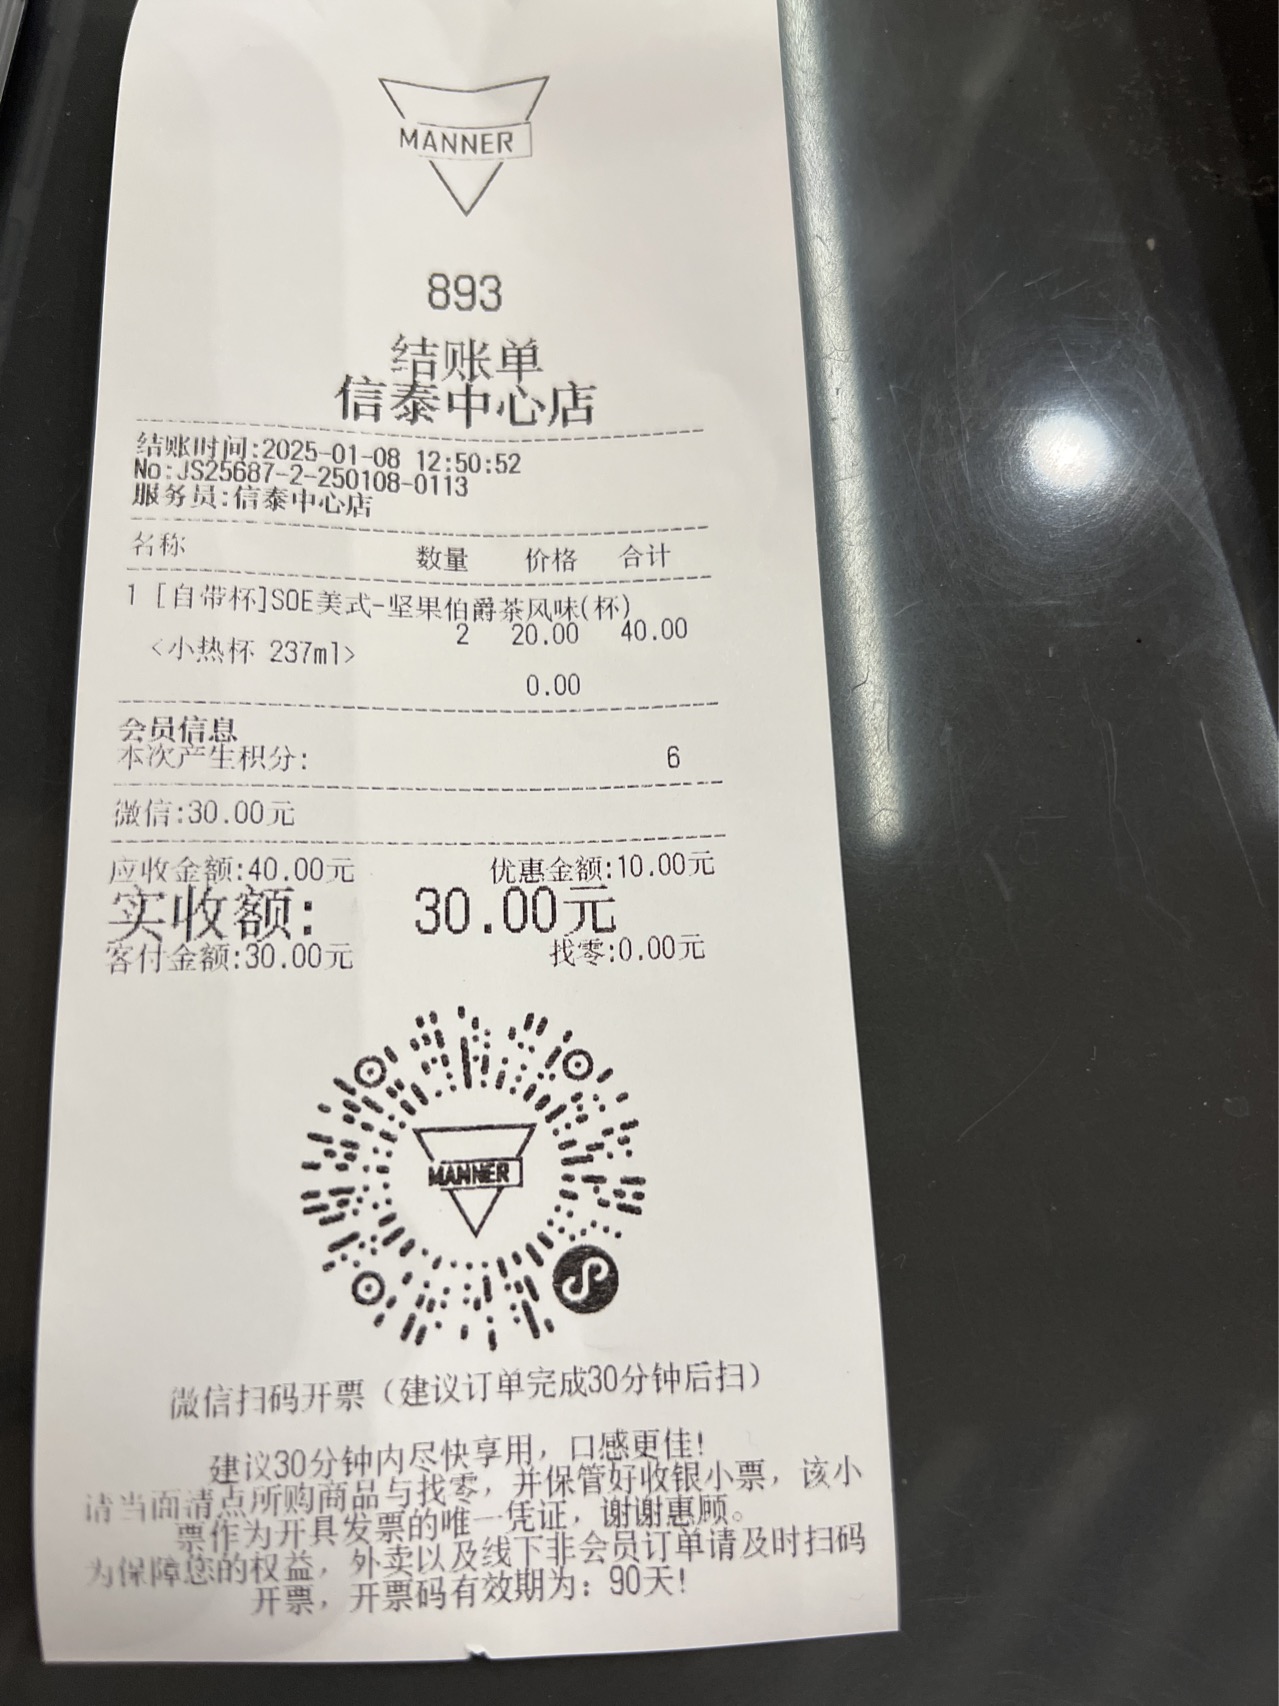 MANNER
893
结账单
信泰中心店
结账时间:2025-01-08 12:50:52
No:JS25687-2-250108-0113
服务员:信泰中心店
名称 数量 价格 合计
1 [自带杯]SOE美式-坚果伯爵茶风味(杯)
2 20.00 40.00
<小热杯 237ml>
0.00
会员信息
本次产生积分: 6
微信:30.00元
应收金额:40.00元 优惠金额:10.00元
实收额: 30.00元
客付金额:30.00元 找零:0.00元
MANNER
微信扫码开票（建议订单完成30分钟后扫）
建议30分钟内尽快享用，口感更佳！
请当面清点所购商品与找零，并保管好收银小票，该小
票作为开具发票的唯一凭证，谢谢惠顾。
为保障您的权益，外卖以及线下非会员订单请及时扫码
开票，开票码有效期为：90天！